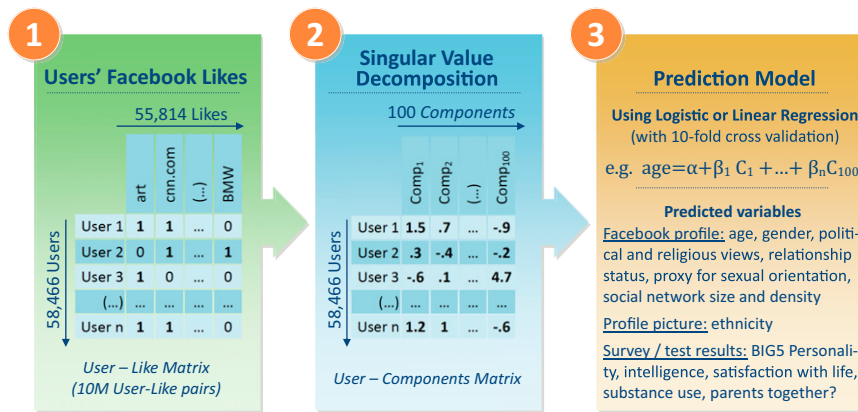 1
Users' Facebook Likes
55,814 Likes
art
cnn.com
(...)
BMW
58,466 Users
User 1 1 1 ... 0
User 2 0 1 ... 1
User 3 1 0 ... 0
(...) ... ... ... ...
User n 1 1 ... 0
User – Like Matrix
(10M User-Like pairs)
2
Singular Value
Decomposition
100 Components
Comp1
Comp2
(...)
Comp100
58,466 Users
User 1 1.5 .7 ... -.9
User 2 .3 -.4 ... -.2
User 3 -.6 .1 ... 4.7
(...) ... ... ... ...
User n 1.2 1 ... -.6
User – Components Matrix
3
Prediction Model
Using Logistic or Linear Regression
(with 10-fold cross validation)
e.g. age=α+β1 C1 +...+ βnC100
Predicted variables
Facebook profile: age, gender, politi-
cal and religious views, relationship
status, proxy for sexual orientation,
social network size and density
Profile picture: ethnicity
Survey / test results: BIG5 Personali-
ty, intelligence, satisfaction with life,
substance use, parents together?